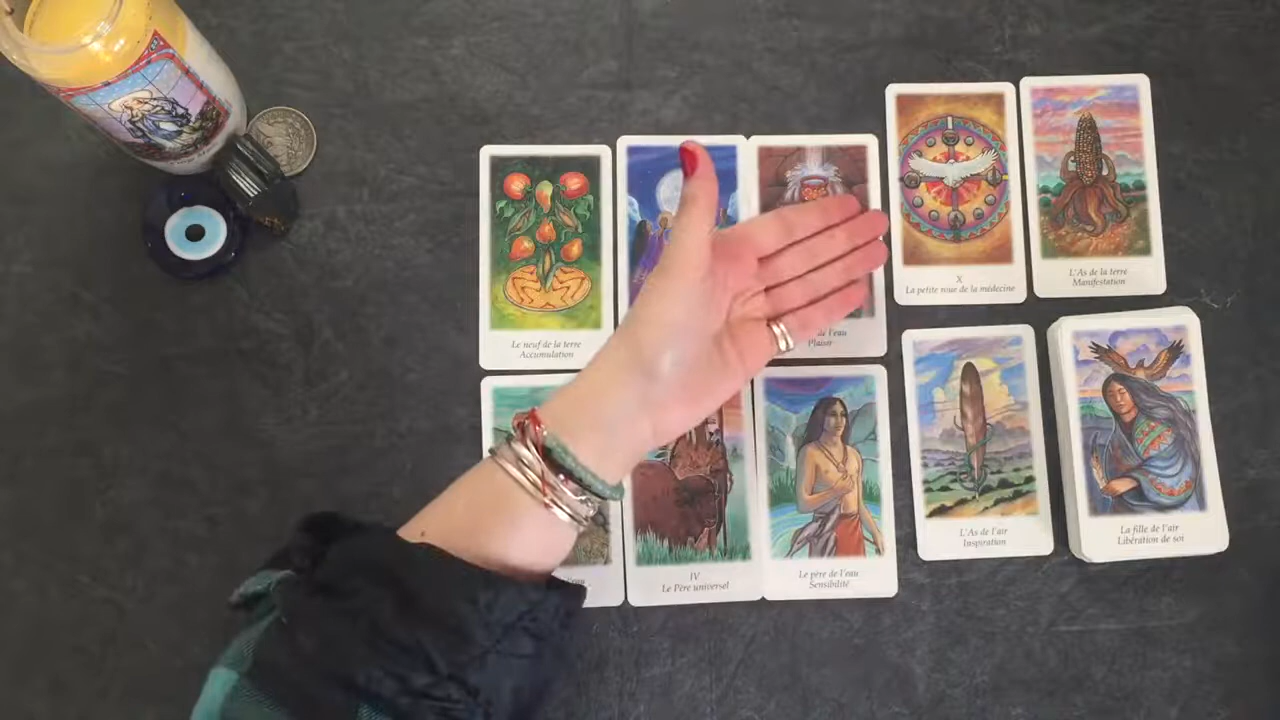 Le neuf de la terre
Accumulation
de l'eau
Plaisir
X
La petite roue de la médecine
L'As de la terre
Manifestation
de l'eau
IV
Le Père universel
Le père de l'eau
Sensibilité
L'As de l'air
Inspiration
La fille de l'air
Libération de soi